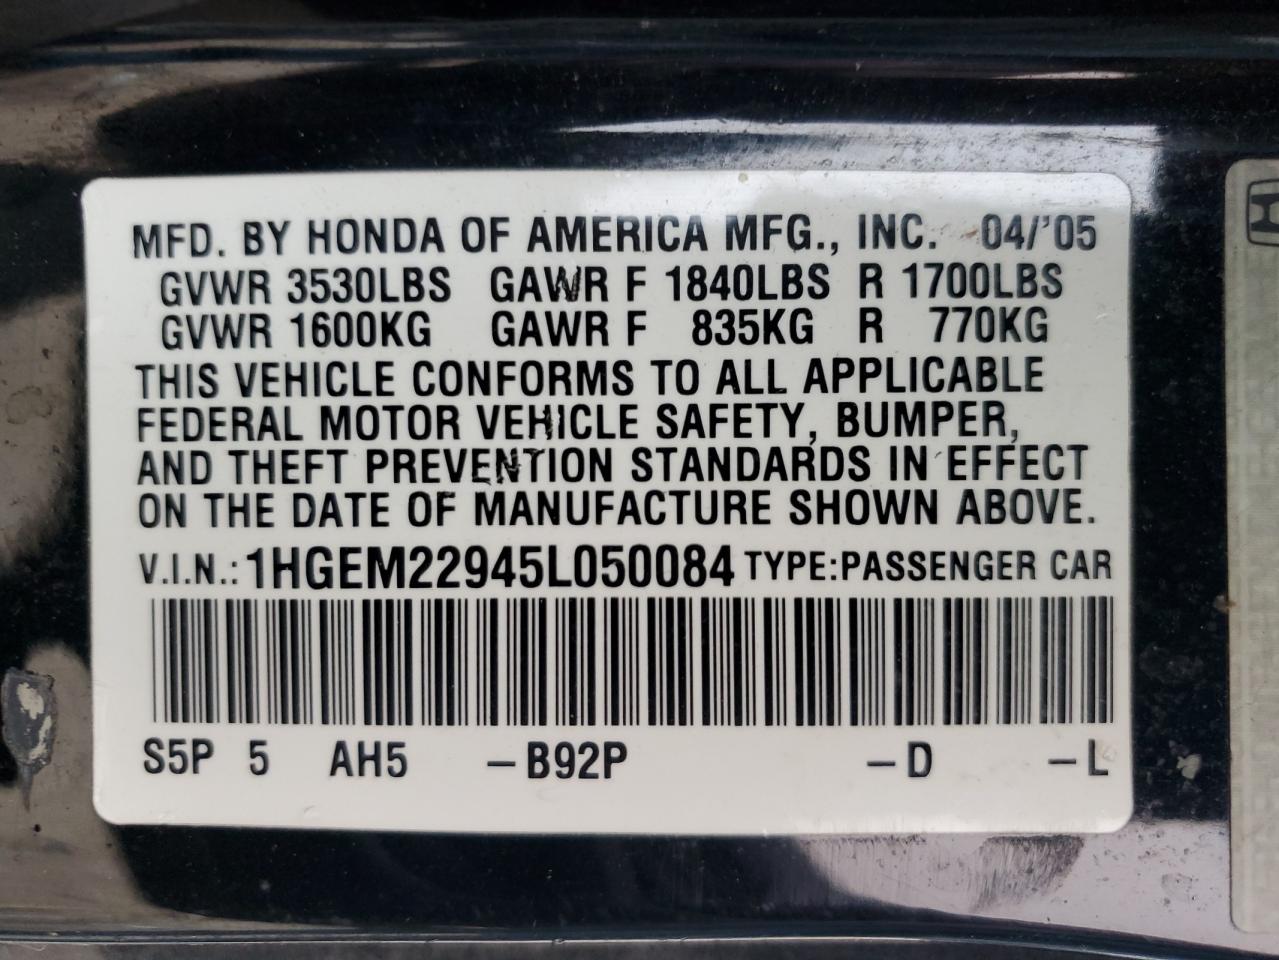 MFD. BY HONDA OF AMERICA MFG., INC. 04/'05
GVWR 3530LBS GAWR F 1840LBS R 1700LBS
GVWR 1600KG GAWR F 835KG R 770KG
THIS VEHICLE CONFORMS TO ALL APPLICABLE
FEDERAL MOTOR VEHICLE SAFETY, BUMPER,
AND THEFT PREVENTION STANDARDS IN EFFECT
ON THE DATE OF MANUFACTURE SHOWN ABOVE.
V.I.N.: 1HGEM22945L050084 TYPE:PASSENGER CAR
S5P 5 AH5 –B92P –D –L